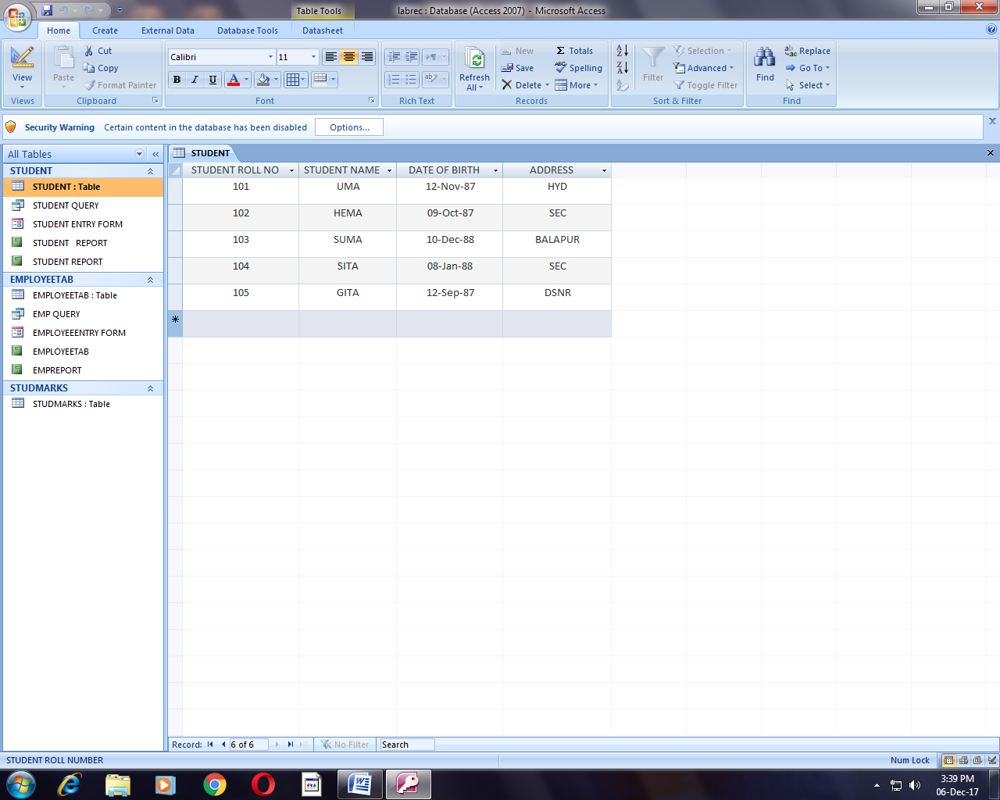 Table Tools
labrec : Database (Access 2007) - Microsoft Access
Home Create External Data Database Tools Datasheet
View
Views
Paste
Cut
Copy
Format Painter
Clipboard
Calibri 11
B I U A
Font
Rich Text
Refresh All
New
Save
Delete
Σ Totals
Spelling
More
Records
Filter
Selection
Advanced
Toggle Filter
Sort & Filter
Find
Replace
Go To
Select
Find
Security Warning Certain content in the database has been disabled Options...
All Tables
STUDENT
STUDENT : Table
STUDENT QUERY
STUDENT ENTRY FORM
STUDENT REPORT
STUDENT REPORT
EMPLOYEETAB
EMPLOYEETAB : Table
EMP QUERY
EMPLOYEEENTRY FORM
EMPLOYEETAB
EMPREPORT
STUDMARKS
STUDMARKS : Table
STUDENT
STUDENT ROLL NO STUDENT NAME DATE OF BIRTH ADDRESS
101 UMA 12-Nov-87 HYD
102 HEMA 09-Oct-87 SEC
103 SUMA 10-Dec-88 BALAPUR
104 SITA 08-Jan-88 SEC
105 GITA 12-Sep-87 DSNR
Record: 6 of 6 No Filter Search
STUDENT ROLL NUMBER Num Lock
3:39 PM
06-Dec-17